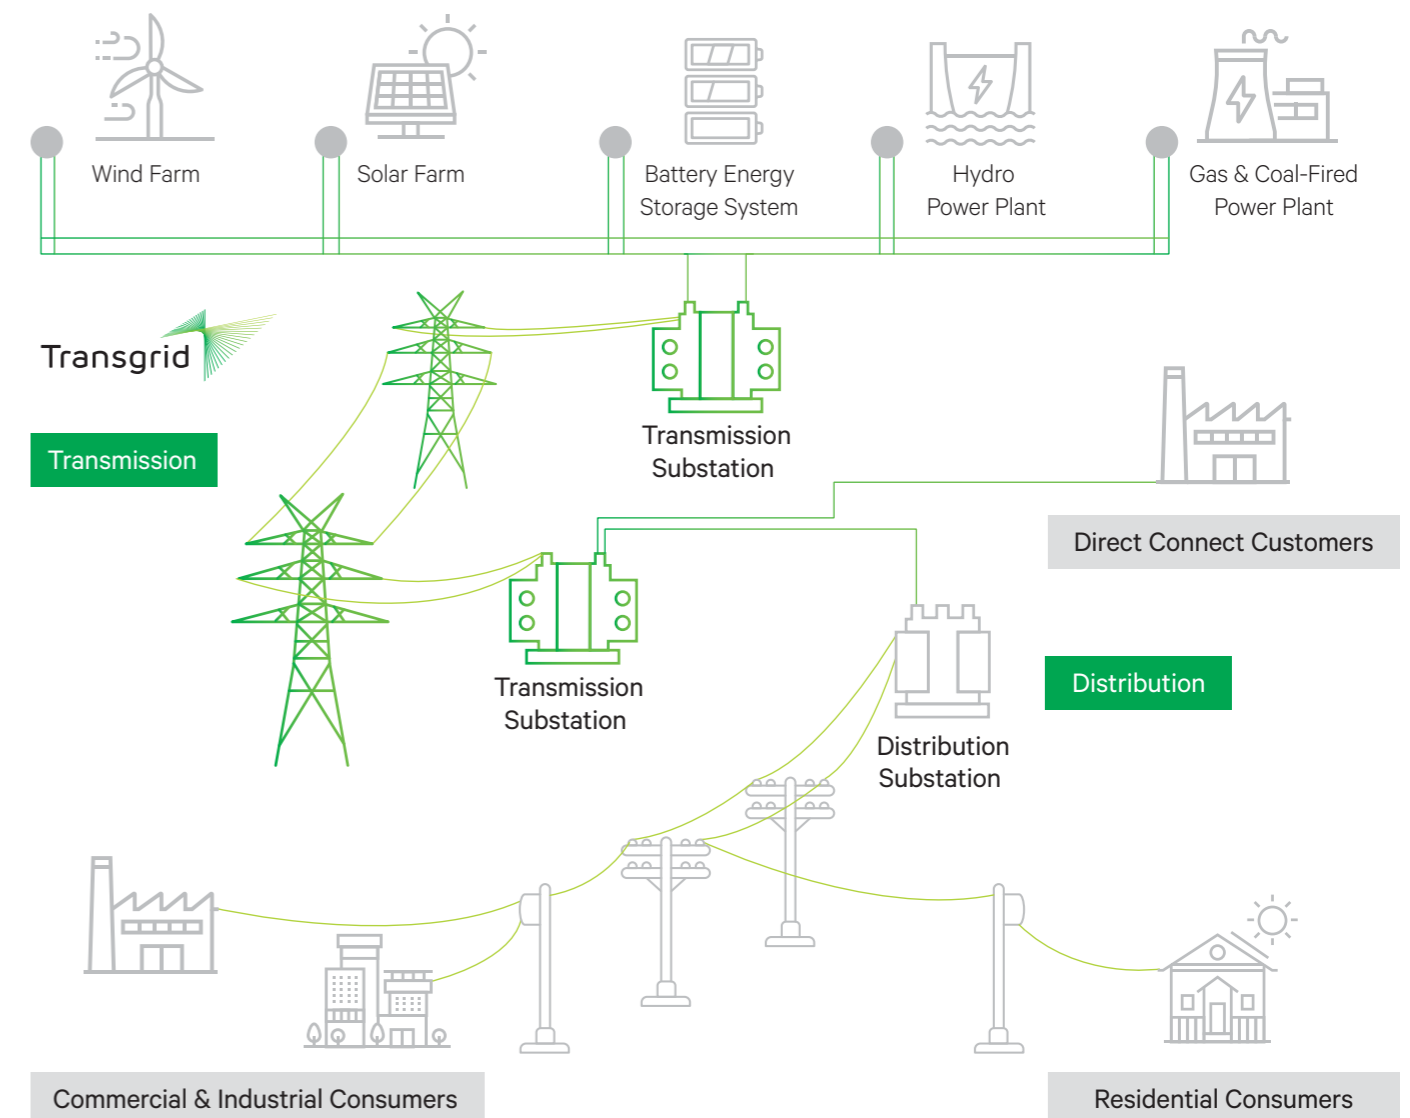 Wind Farm
Solar Farm
Battery Energy
Storage System
Hydro
Power Plant
Gas & Coal-Fired
Power Plant
Transgrid
Transmission
Transmission
Substation
Direct Connect Customers
Transmission
Substation
Distribution
Distribution
Substation
Commercial & Industrial Consumers
Residential Consumers